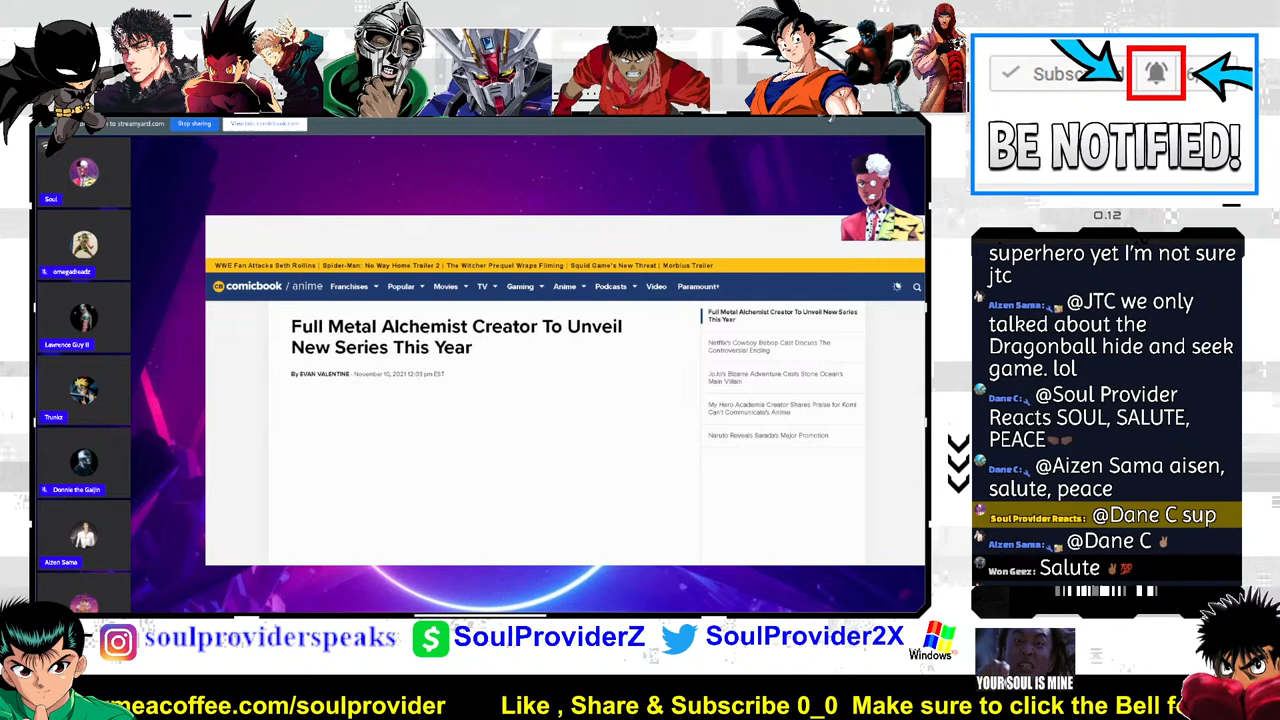 Subsc
BE NOTIFIED!
0.12
to streamyard.com
Stop sharing
Soul
omegadreadz
Lawrence Guy II
Trunkz
Donnie the Gaijin
Aizen Sama
WWE Fan Attacks Seth Rollins | Spider-Man: No Way Home Trailer 2 | The Witcher Prequel Wraps Filming | Squid Game's New Threat | Morbius Trailer
CB comicbook / anime Franchises Popular Movies TV Gaming Anime Podcasts Video Paramount+
Full Metal Alchemist Creator To Unveil
New Series This Year
By EVAN VALENTINE - November 10, 2021 12:03 pm EST
Full Metal Alchemist Creator To Unveil New Series
This Year
Netflix's Cowboy Bebop Cast Discuss The
Controversial Ending
JoJo's Bizarre Adventure Casts Stone Ocean's
Main Villain
My Hero Academia Creator Shares Praise for Komi
Can't Communicate's Anime
Naruto Reveals Sarada's Major Promotion
superhero yet I'm not sure
jtc
Aizen Sama: @JTC we only
talked about the
Dragonball hide and seek
game. lol
Dane C: @Soul Provider
Reacts SOUL, SALUTE,
PEACE
Dane C: @Aizen Sama aisen,
salute, peace
Soul Provider Reacts: @Dane C sup
Aizen Sama: @Dane C
Won Geez: Salute 💯
soulproviderspeaks
SoulProviderZ
SoulProvider2X
Windows
YOUR SOUL IS MINE
meacoffee.com/soulprovider Like , Share & Subscribe 0_0 Make sure to click the Bell f